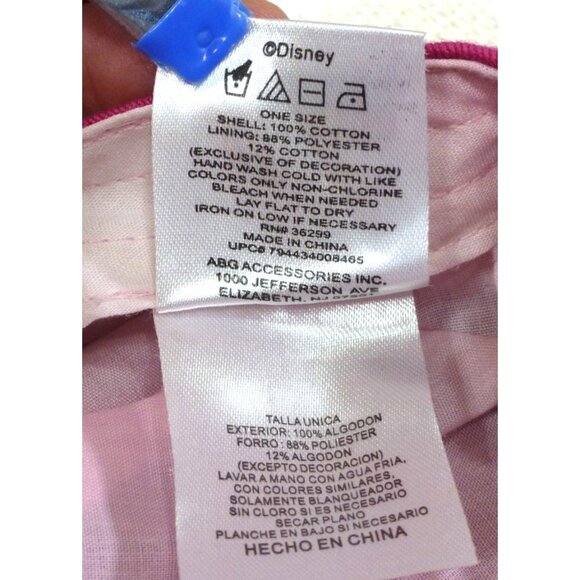 ©Disney
ONE SIZE
SHELL: 100% COTTON
LINING: 88% POLYESTER
12% COTTON
(EXCLUSIVE OF DECORATION)
HAND WASH COLD WITH LIKE
COLORS ONLY NON-CHLORINE
BLEACH WHEN NEEDED
LAY FLAT TO DRY
IRON ON LOW IF NECESSARY
RN# 36299
MADE IN CHINA
UPC# 794434008465
ABG ACCESSORIES INC.
1000 JEFFERSON AVE
ELIZABETH, NJ
TALLA UNICA
EXTERIOR: 100% ALGODON
FORRO: 88% POLIESTER
12% ALGODON
(EXCEPTO DECORACION)
LAVAR A MANO CON AGUA FRIA,
CON COLORES SIMILARES,
SOLAMENTE BLANQUEADOR
SIN CLORO SI ES NECESARIO
SECAR PLANO
PLANCHE EN BAJO SI NECESARIO
HECHO EN CHINA